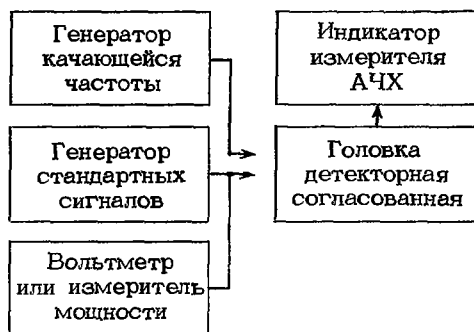 Генератор
качающейся
частоты
Индикатор
измерителя
АЧХ
Генератор
стандартных
сигналов
Головка
детекторная
согласованная
Вольтметр
или измеритель
мощности